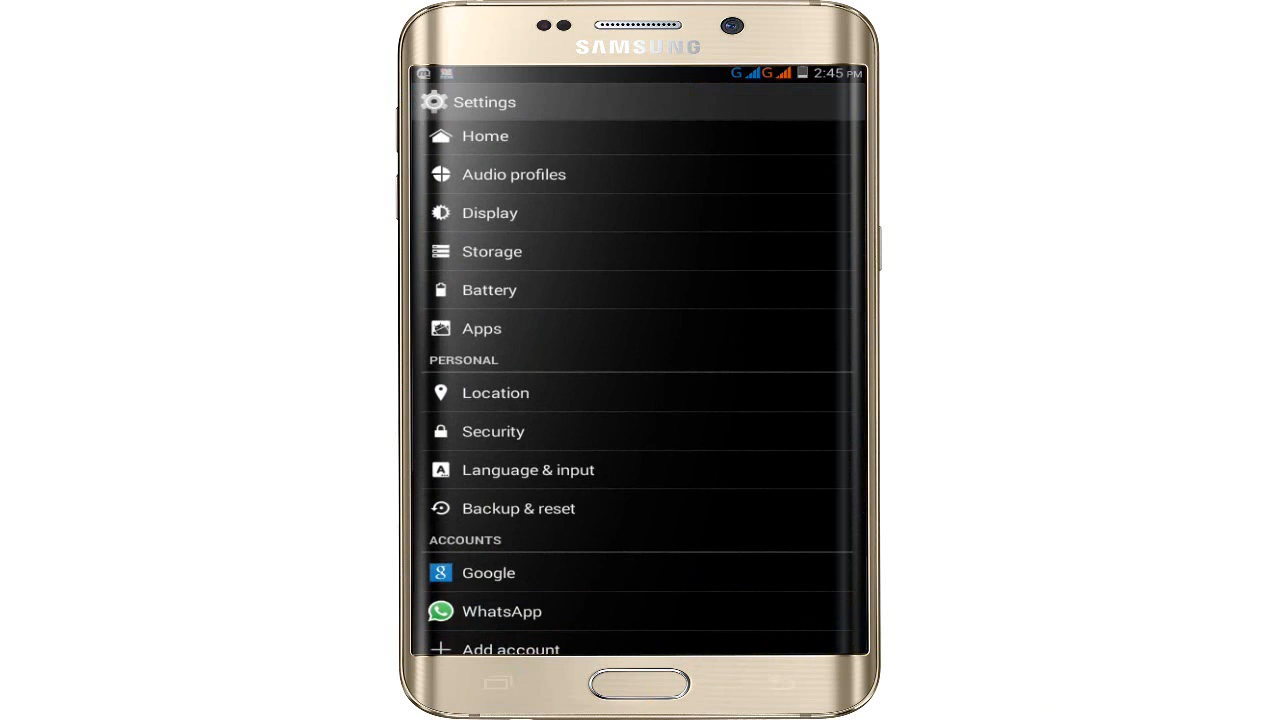 SAMSUNG
G G 2:45 PM
Settings
Home
Audio profiles
Display
Storage
Battery
Apps
PERSONAL
Location
Security
Language & input
Backup & reset
ACCOUNTS
Google
WhatsApp
Add account